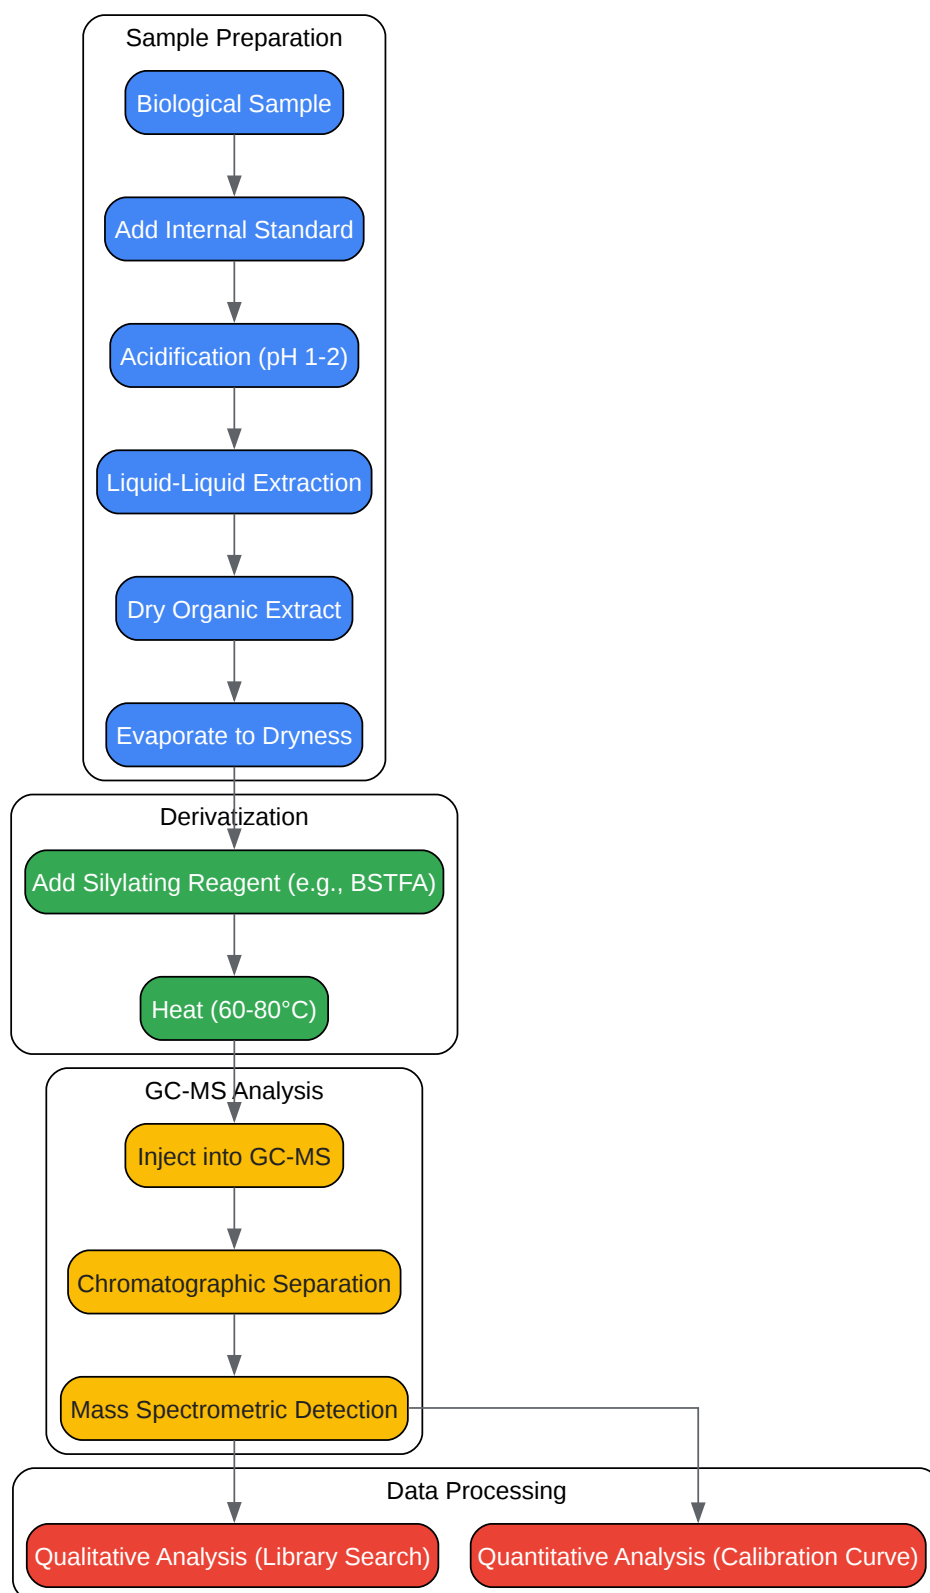 Sample Preparation
Biological Sample
Add Internal Standard
Acidification (pH 1-2)
Liquid-Liquid Extraction
Dry Organic Extract
Evaporate to Dryness
Derivatization
Add Silylating Reagent (e.g., BSTFA)
Heat (60-80°C)
GC-MS Analysis
Inject into GC-MS
Chromatographic Separation
Mass Spectrometric Detection
Data Processing
Qualitative Analysis (Library Search)
Quantitative Analysis (Calibration Curve)